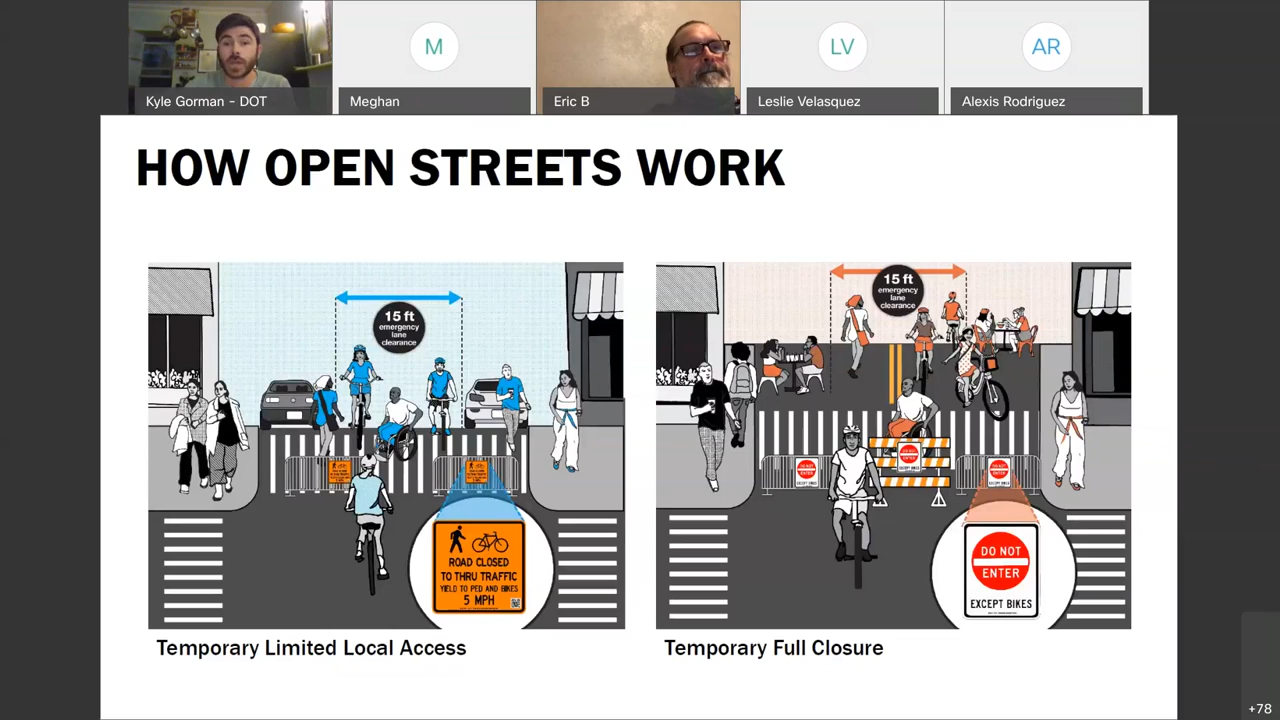 M
LV
AR
Kyle Gorman - DOT
Meghan
Eric B
Leslie Velasquez
Alexis Rodriguez
HOW OPEN STREETS WORK
15 ft
emergency
lane
clearance
15 ft
emergency
lane
clearance
ROAD CLOSED
TO THRU TRAFFIC
YIELD TO PED AND BIKES
5 MPH
DO NOT
ENTER
EXCEPT BIKES
Temporary Limited Local Access
Temporary Full Closure
+78